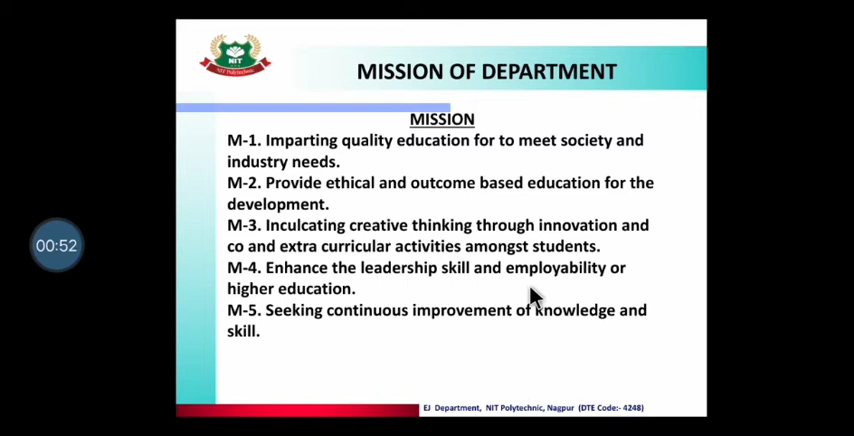 NIT
NIT Polytechnic
MISSION OF DEPARTMENT
MISSION
M-1. Imparting quality education for to meet society and
industry needs.
M-2. Provide ethical and outcome based education for the
development.
M-3. Inculcating creative thinking through innovation and
co and extra curricular activities amongst students.
M-4. Enhance the leadership skill and employability or
higher education.
M-5. Seeking continuous improvement of knowledge and
skill.
00:52
EJ Department, NIT Polytechnic, Nagpur (DTE Code:- 4248)